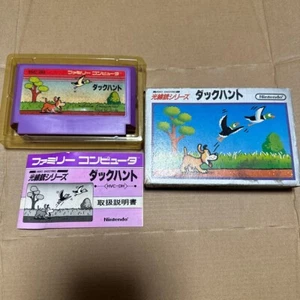 ファミリー コンピュータ
ダックハント
光線銃シリーズ
ダックハント
Nintendo
ファミリー コンピュータ
光線銃シリーズ
ダックハント
HVC-DH
取扱説明書
Nintendo